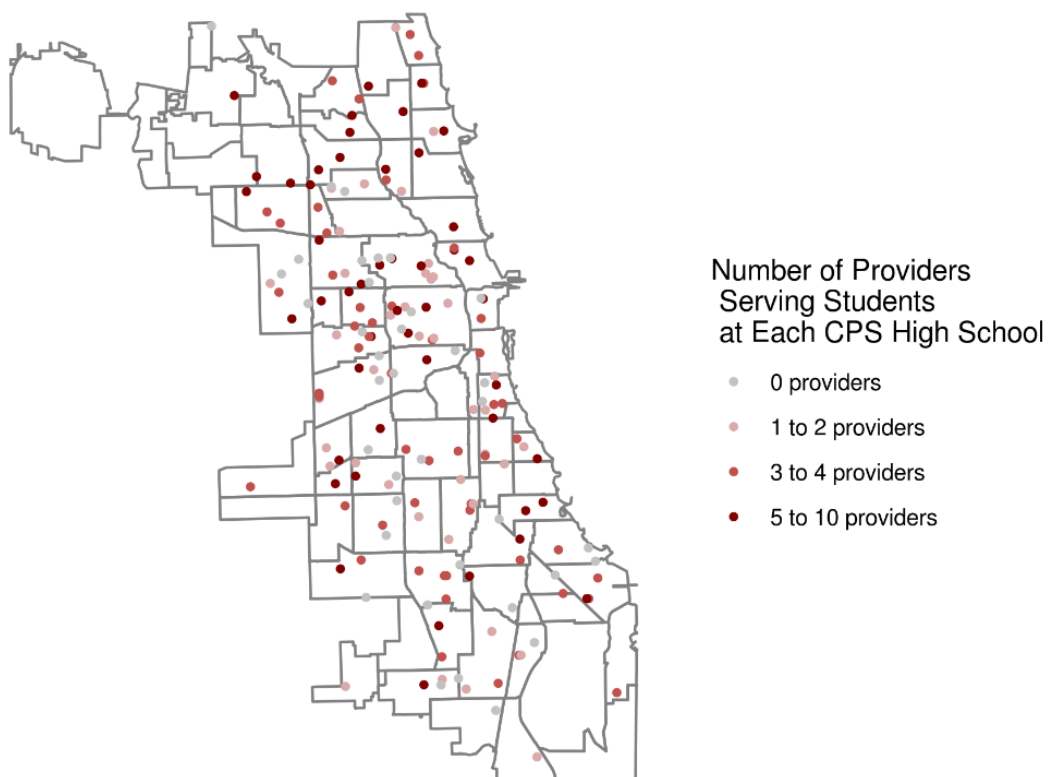 Number of Providers
Serving Students
at Each CPS High School
0 providers
1 to 2 providers
3 to 4 providers
5 to 10 providers